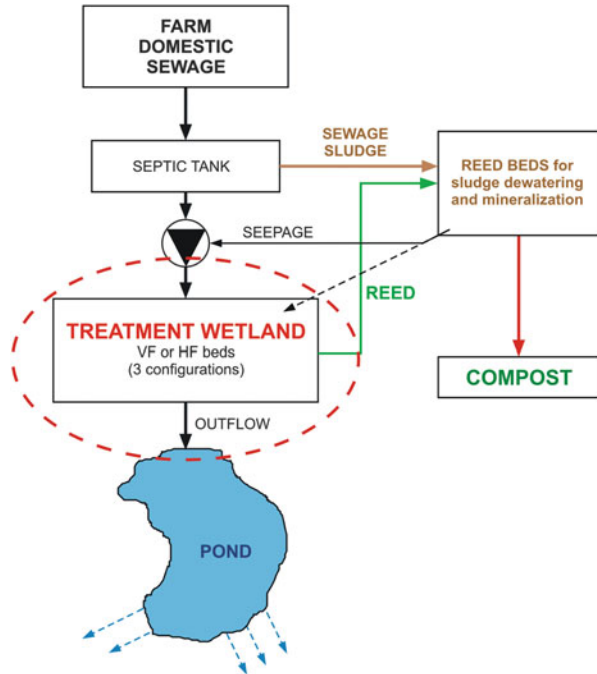 FARM
DOMESTIC
SEWAGE
SEWAGE
SLUDGE
SEPTIC TANK
REED BEDS for
sludge dewatering
and mineralization
SEEPAGE
REED
TREATMENT WETLAND
VF or HF beds
(3 configurations)
COMPOST
OUTFLOW
POND